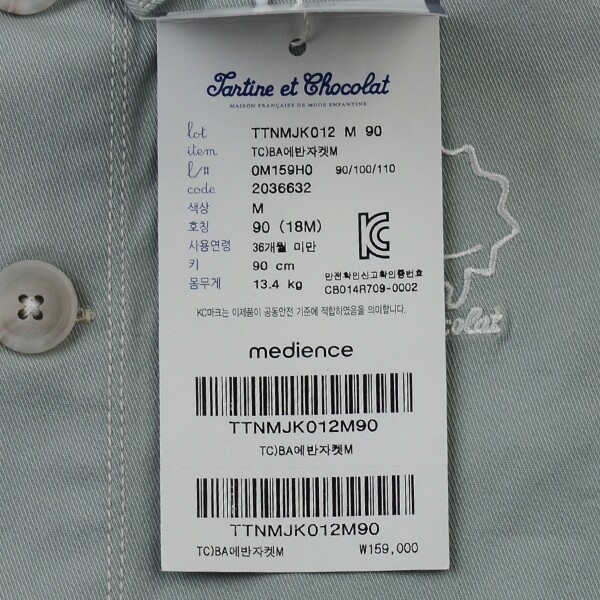 Tartine et Chocolat
MAISON FRANÇAISE DE MODE ENFANTINE
lot TTNMJK012 M 90
item TC)BA에반자켓M
l/# 0M159H0 90/100/110
code 2036632
색상 M
호칭 90 (18M)
사용연령 36개월 미만
키 90 cm
몸무게 13.4 kg
안전확인신고확인증번호
CB014R709-0002
KC마크는 이제품이 공동안전 기준에 적합하였음을 의미합니다.
medience
TTNMJK012M90
TC)BA에반자켓M
TTNMJK012M90
TC)BA에반자켓M ₩159,000
colat